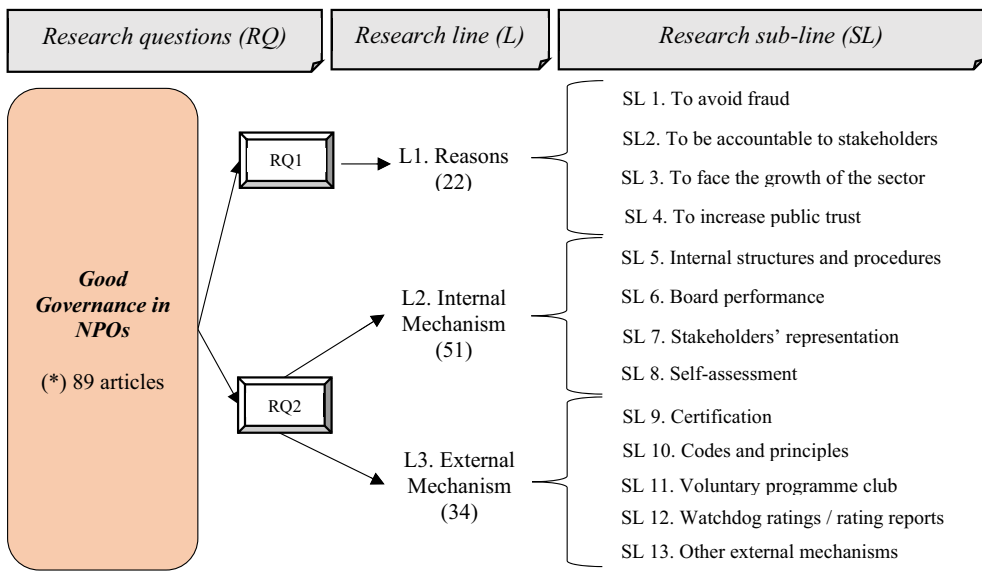 Research questions (RQ)
Research line (L)
Research sub-line (SL)
Good
Governance in
NPOs
(*) 89 articles
RQ1
RQ2
L1. Reasons
(22)
L2. Internal
Mechanism
(51)
L3. External
Mechanism
(34)
SL 1. To avoid fraud
SL2. To be accountable to stakeholders
SL 3. To face the growth of the sector
SL 4. To increase public trust
SL 5. Internal structures and procedures
SL 6. Board performance
SL 7. Stakeholders’ representation
SL 8. Self-assessment
SL 9. Certification
SL 10. Codes and principles
SL 11. Voluntary programme club
SL 12. Watchdog ratings / rating reports
SL 13. Other external mechanisms